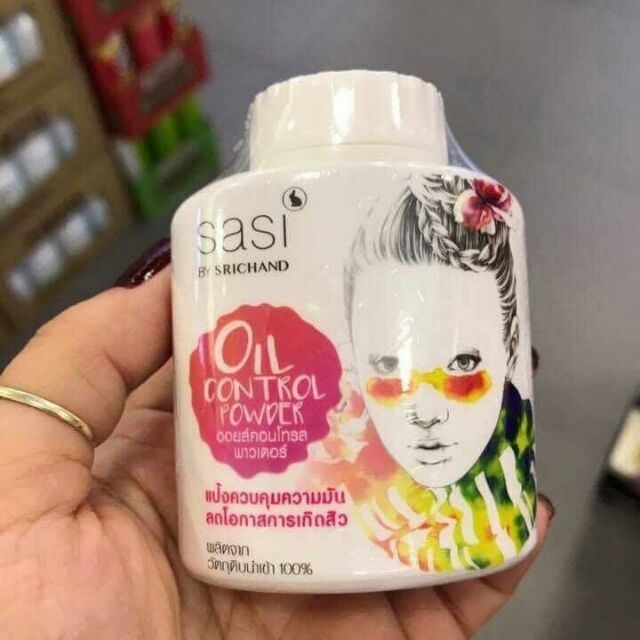 sasi
BY SRICHAND
OIL
CONTROL
POWDER
ออยล์คอนโทรล
พาวเดอร์
แป้งควบคุมความมัน
ลดโอกาสการเกิดสิว
ผลิตจาก
วัตถุดิบนำเข้า 100%